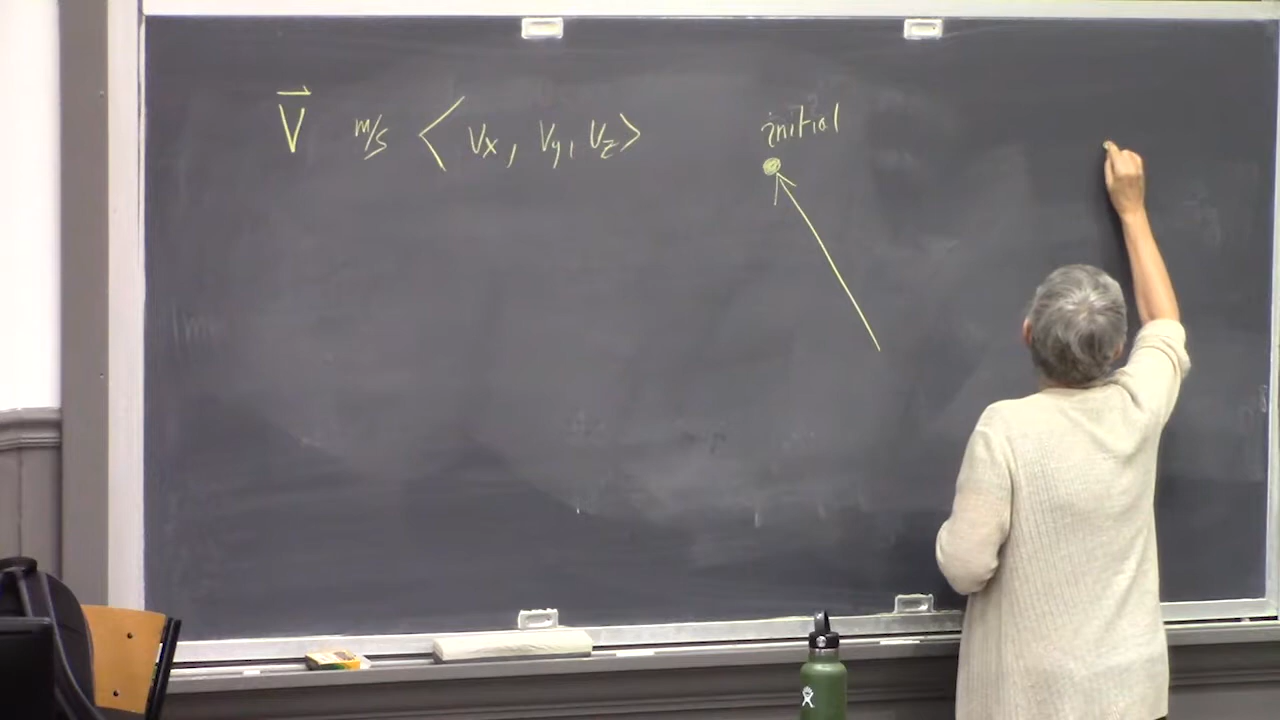 V⃗ m/s < Vx, Vy, Vz >
initial